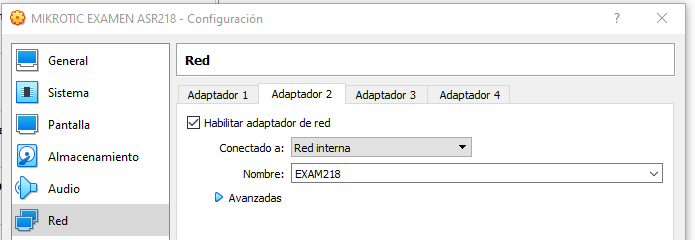 MIKROTIC EXAMEN ASR218 - Configuración
?
General
Sistema
Pantalla
Almacenamiento
Audio
Red
Red
Adaptador 1 Adaptador 2 Adaptador 3 Adaptador 4
Habilitar adaptador de red
Conectado a: Red interna
Nombre: EXAM218
Avanzadas